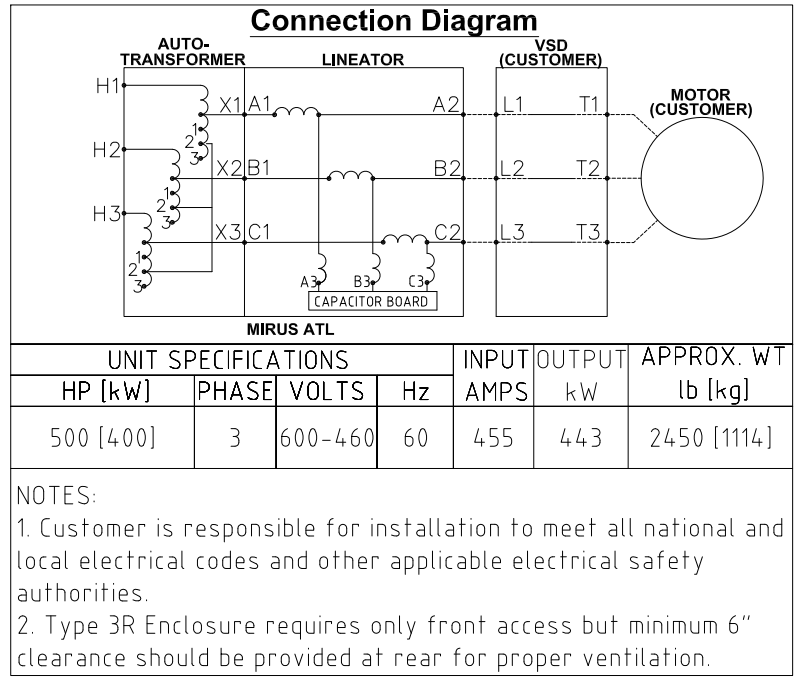 Connection Diagram
AUTO-
TRANSFORMER
LINEATOR
VSD
(CUSTOMER)
MOTOR
(CUSTOMER)
H1
X1 A1 A2 L1 T1
1
2
3
H2
X2 B1 B2 L2 T2
1
2
3
H3
X3 C1 C2 L3 T3
1
2
3
A3 B3 C3
CAPACITOR BOARD
MIRUS ATL
UNIT SPECIFICATIONS INPUT OUTPUT APPROX. WT
HP [kW] PHASE VOLTS Hz AMPS kW lb [kg]
500 [400] 3 600-460 60 455 443 2450 [1114]
NOTES:
1. Customer is responsible for installation to meet all national and
local electrical codes and other applicable electrical safety
authorities.
2. Type 3R Enclosure requires only front access but minimum 6"
clearance should be provided at rear for proper ventilation.